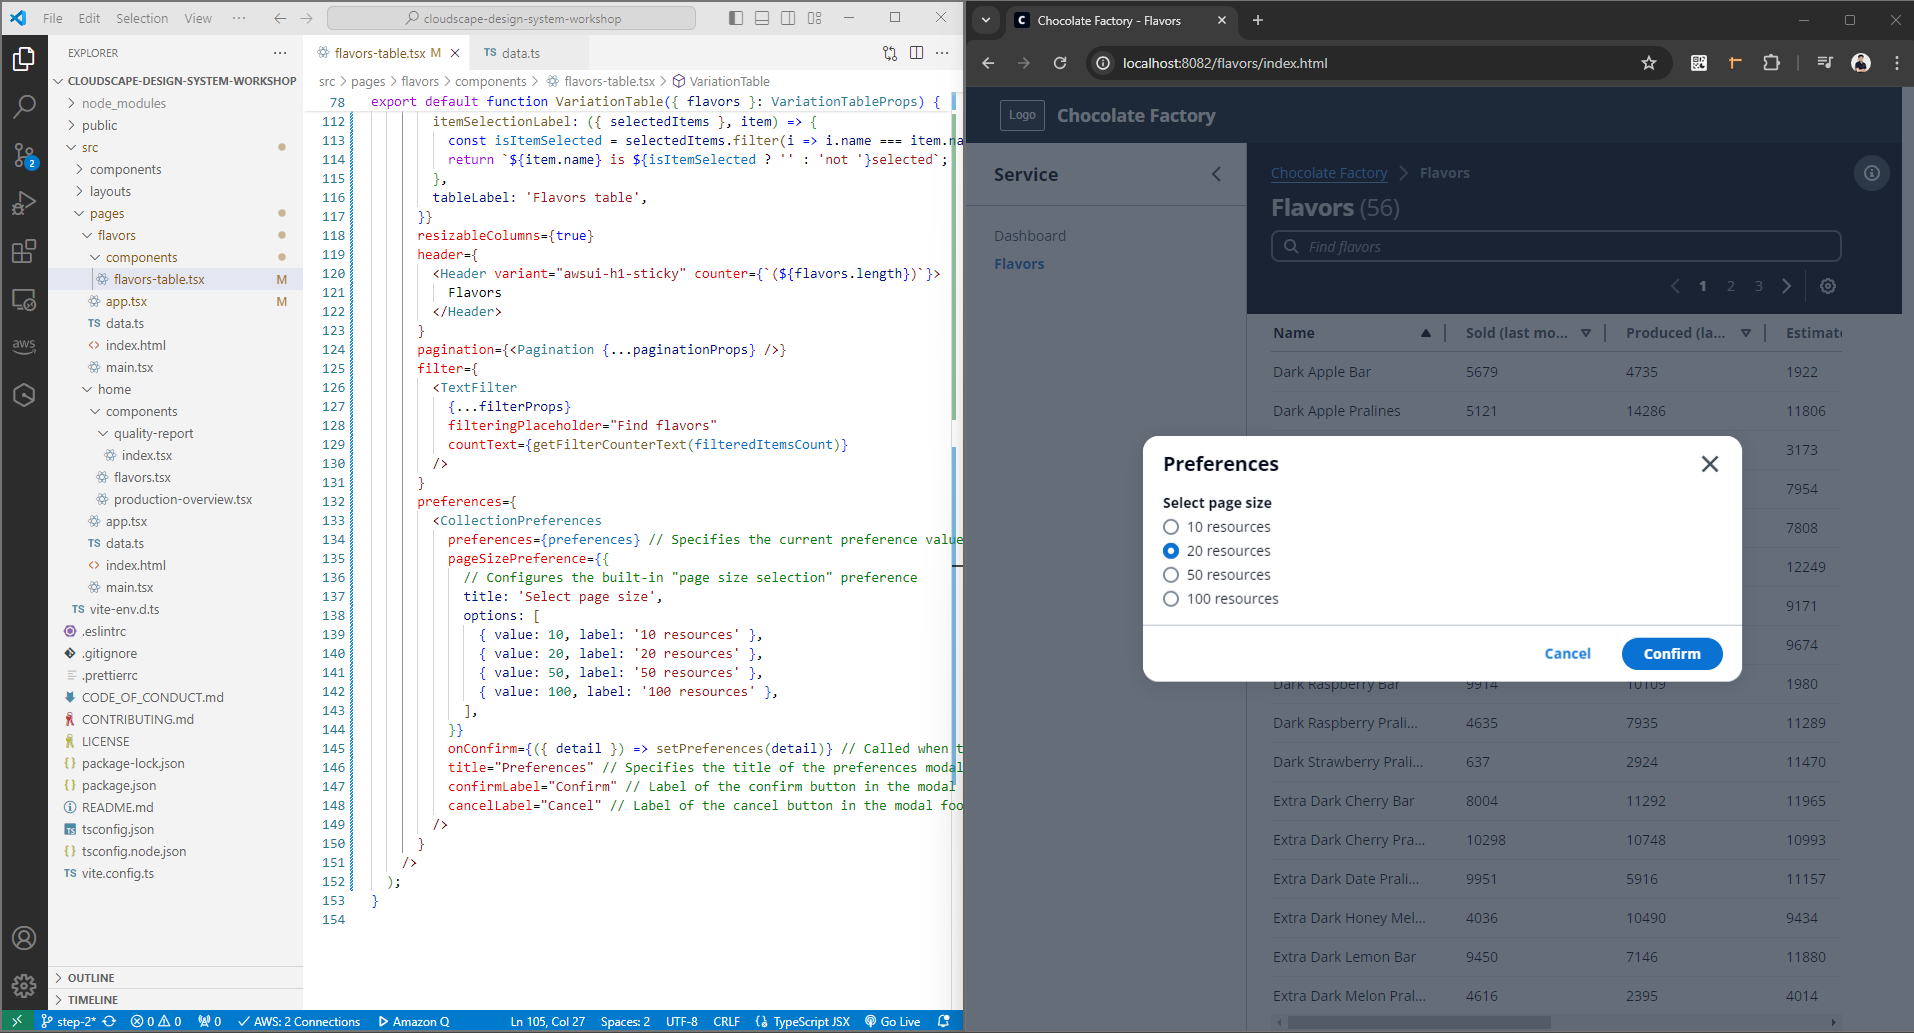 File Edit Selection View ··· cloudscape-design-system-workshop
EXPLORER
CLOUDSCAPE-DESIGN-SYSTEM-WORKSHOP
node_modules
public
src
components
layouts
pages
flavors
components
flavors-table.tsx M
app.tsx M
TS data.ts
<> index.html
main.tsx
home
components
quality-report
index.tsx
flavors.tsx
production-overview.tsx
app.tsx
TS data.ts
<> index.html
main.tsx
TS vite-env.d.ts
.eslintrc
.gitignore
.prettierrc
CODE_OF_CONDUCT.md
CONTRIBUTING.md
LICENSE
{} package-lock.json
{} package.json
README.md
TS tsconfig.json
{} tsconfig.node.json
TS vite.config.ts
OUTLINE
TIMELINE
2
aws
flavors-table.tsx M
TS data.ts
src > pages > flavors > components > flavors-table.tsx > VariationTable
78 export default function VariationTable({ flavors }: VariationTableProps) {
112 itemSelectionLabel: ({ selectedItems }, item) => {
113 const isItemSelected = selectedItems.filter(i => i.name === item.na
114 return `${item.name} is ${isItemSelected ? '' : 'not '}selected`;
115 },
116 tableLabel: 'Flavors table',
117 }}
118 resizableColumns={true}
119 header={
120 <Header variant="awsui-h1-sticky" counter={`(${flavors.length})`}>
121 Flavors
122 </Header>
123 }
124 pagination={<Pagination {...paginationProps} />}
125 filter={
126 <TextFilter
127 {...filterProps}
128 filteringPlaceholder="Find flavors"
129 countText={getFilterCounterText(filteredItemsCount)}
130 />
131 }
132 preferences={
133 <CollectionPreferences
134 preferences={preferences} // Specifies the current preference value
135 pageSizePreference={{
136 // Configures the built-in "page size selection" preference
137 title: 'Select page size',
138 options: [
139 { value: 10, label: '10 resources' },
140 { value: 20, label: '20 resources' },
141 { value: 50, label: '50 resources' },
142 { value: 100, label: '100 resources' },
143 ],
144 }}
145 onConfirm={({ detail }) => setPreferences(detail)} // Called when t
146 title="Preferences" // Specifies the title of the preferences modal
147 confirmLabel="Confirm" // Label of the confirm button in the modal
148 cancelLabel="Cancel" // Label of the cancel button in the modal foo
149 />
150 }
151 />
152 );
153 }
154
step-2* 0 0 0 AWS: 2 Connections Amazon Q Ln 105, Col 27 Spaces: 2 UTF-8 CRLF {} TypeScript JSX Go Live
C Chocolate Factory - Flavors
localhost:8082/flavors/index.html
Logo Chocolate Factory
Service
Dashboard
Flavors
Chocolate Factory > Flavors
Flavors (56)
Find flavors
1 2 3
Name Sold (last mo... Produced (la... Estimate
Dark Apple Bar 5679 4735 1922
Dark Apple Pralines 5121 14286 11806
3173
7954
7808
12249
9171
9674
Preferences
Select page size
10 resources
20 resources
50 resources
100 resources
Cancel Confirm
Dark Raspberry Bar 9914 10109 1980
Dark Raspberry Prali... 4635 7935 11289
Dark Strawberry Prali... 637 2924 11470
Extra Dark Cherry Bar 8004 11292 11965
Extra Dark Cherry Pra... 10298 10748 10993
Extra Dark Date Prali... 9951 5916 11157
Extra Dark Honey Mel... 4036 10490 9434
Extra Dark Lemon Bar 9450 7146 11880
Extra Dark Melon Pral... 4616 2395 4014